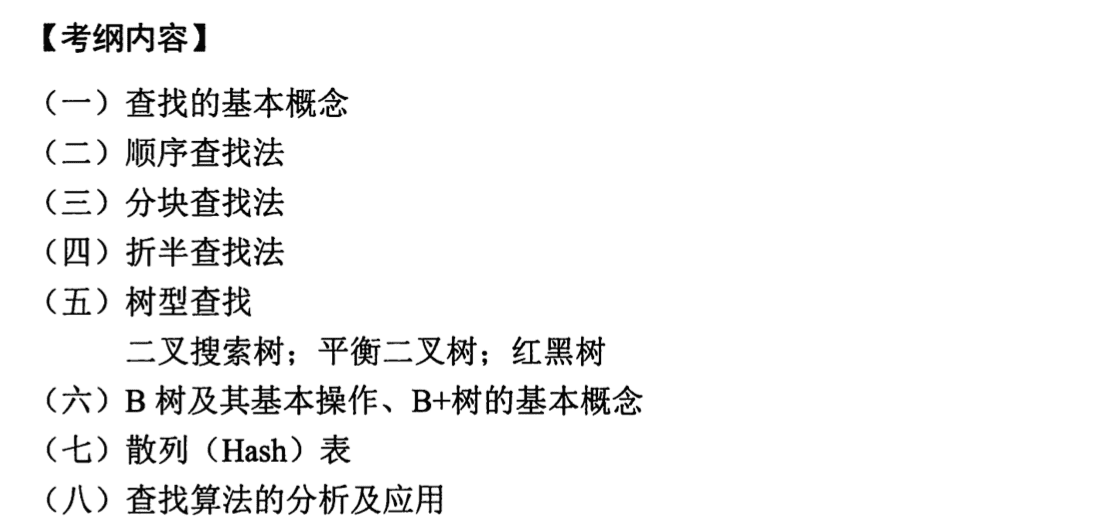 【考纲内容】
（一）查找的基本概念
（二）顺序查找法
（三）分块查找法
（四）折半查找法
（五）树型查找
二叉搜索树；平衡二叉树；红黑树
（六）B 树及其基本操作、B+树的基本概念
（七）散列（Hash）表
（八）查找算法的分析及应用